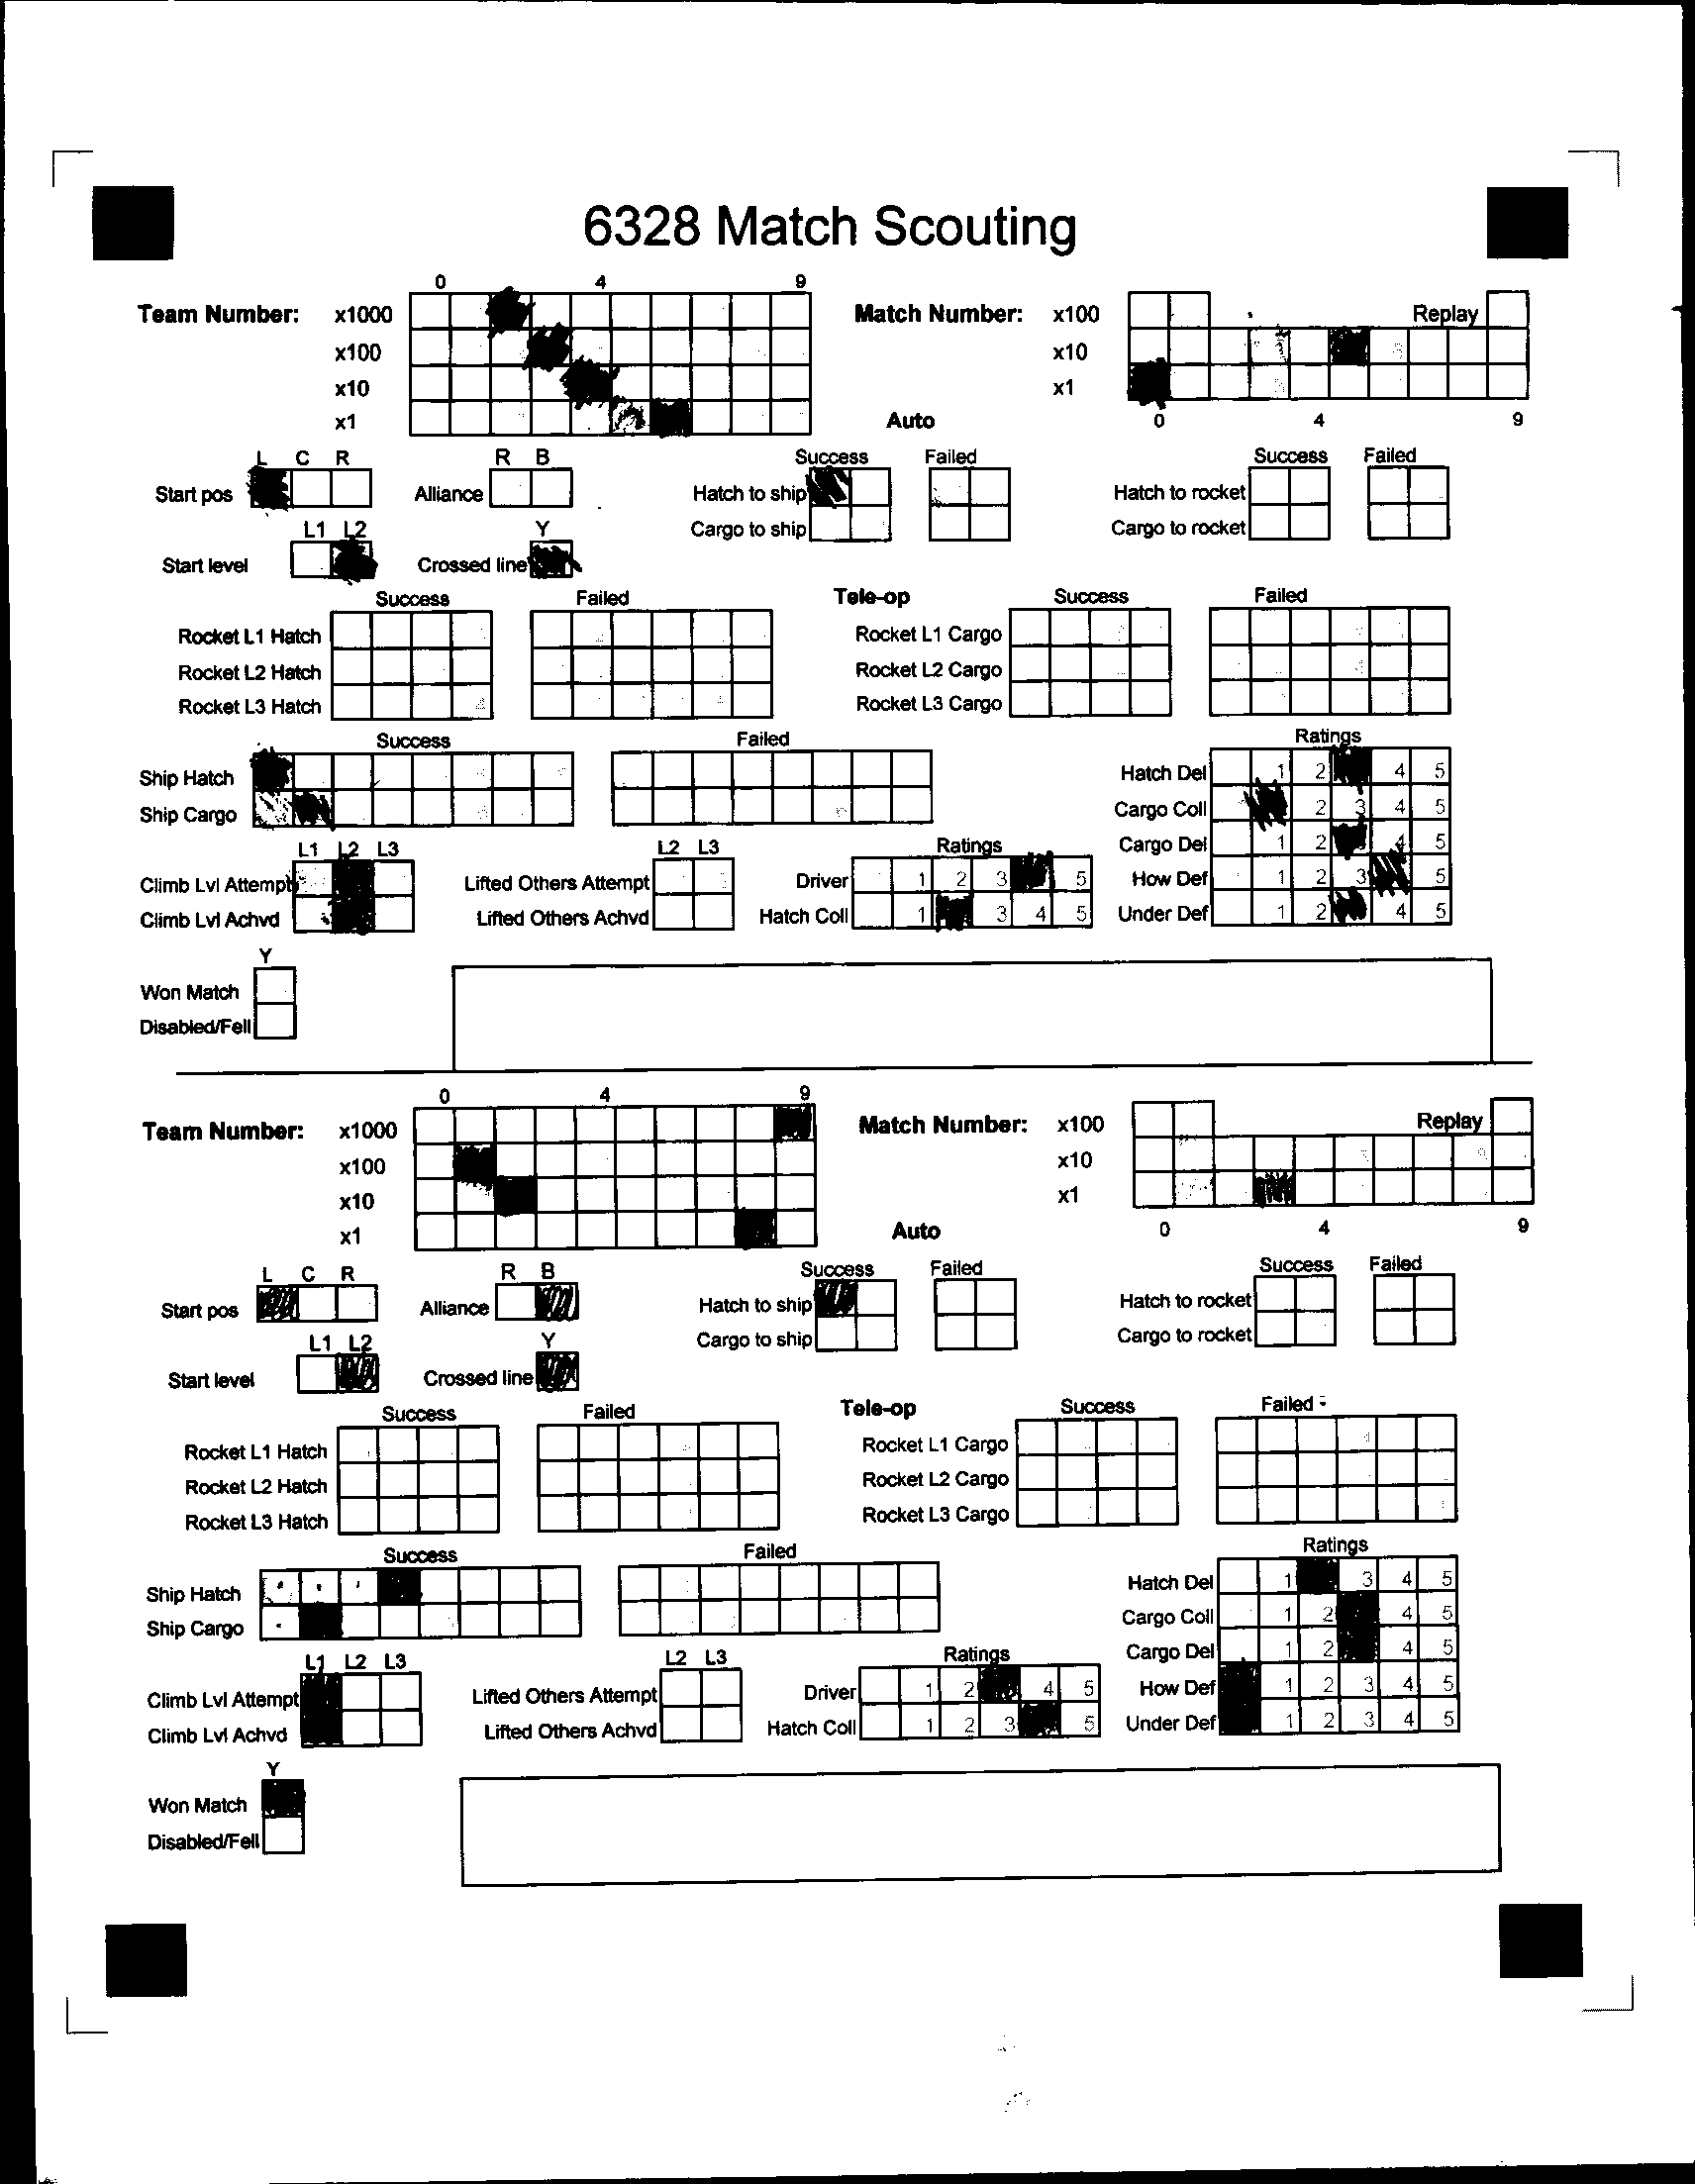 6328 Match Scouting
0 4 9
Team Number: x1000 Match Number: x100 Replay
x100 x10
x10 x1
x1 Auto 0 4 9
L C R R B Success Failed Success Failed
Start pos Alliance Hatch to ship Hatch to rocket
L1 L2 Y Cargo to ship Cargo to rocket
Start level Crossed line
Success Failed Tele-op Success Failed
Rocket L1 Hatch Rocket L1 Cargo
Rocket L2 Hatch Rocket L2 Cargo
Rocket L3 Hatch Rocket L3 Cargo
Success Failed Ratings
Ship Hatch Hatch Del 1 2 4 5
Ship Cargo Cargo Coll 2 3 4 5
L1 L2 L3 L2 L3 Ratings Cargo Del 1 2 4 5
Climb Lvl Attempt Lifted Others Attempt Driver 1 2 3 5 How Def 1 2 3 5
Climb Lvl Achvd Lifted Others Achvd Hatch Coll 1 3 4 5 Under Def 1 2 4 5
Y
Won Match
Disabled/Fell
0 4 9
Team Number: x1000 Match Number: x100 Replay
x100 x10
x10 x1
x1 Auto 0 4 9
L C R R B Success Failed Success Failed
Start pos Alliance Hatch to ship Hatch to rocket
L1 L2 Y Cargo to ship Cargo to rocket
Start level Crossed line
Success Failed Tele-op Success Failed
Rocket L1 Hatch Rocket L1 Cargo
Rocket L2 Hatch Rocket L2 Cargo
Rocket L3 Hatch Rocket L3 Cargo
Success Failed Ratings
Ship Hatch Hatch Del 1 3 4 5
Ship Cargo Cargo Coll 1 2 4 5
L1 L2 L3 L2 L3 Ratings Cargo Del 1 2 4 5
Climb Lvl Attempt Lifted Others Attempt Driver 1 2 4 5 How Def 1 2 3 4 5
Climb Lvl Achvd Lifted Others Achvd Hatch Coll 1 2 3 5 Under Def 1 2 3 4 5
Y
Won Match
Disabled/Fell